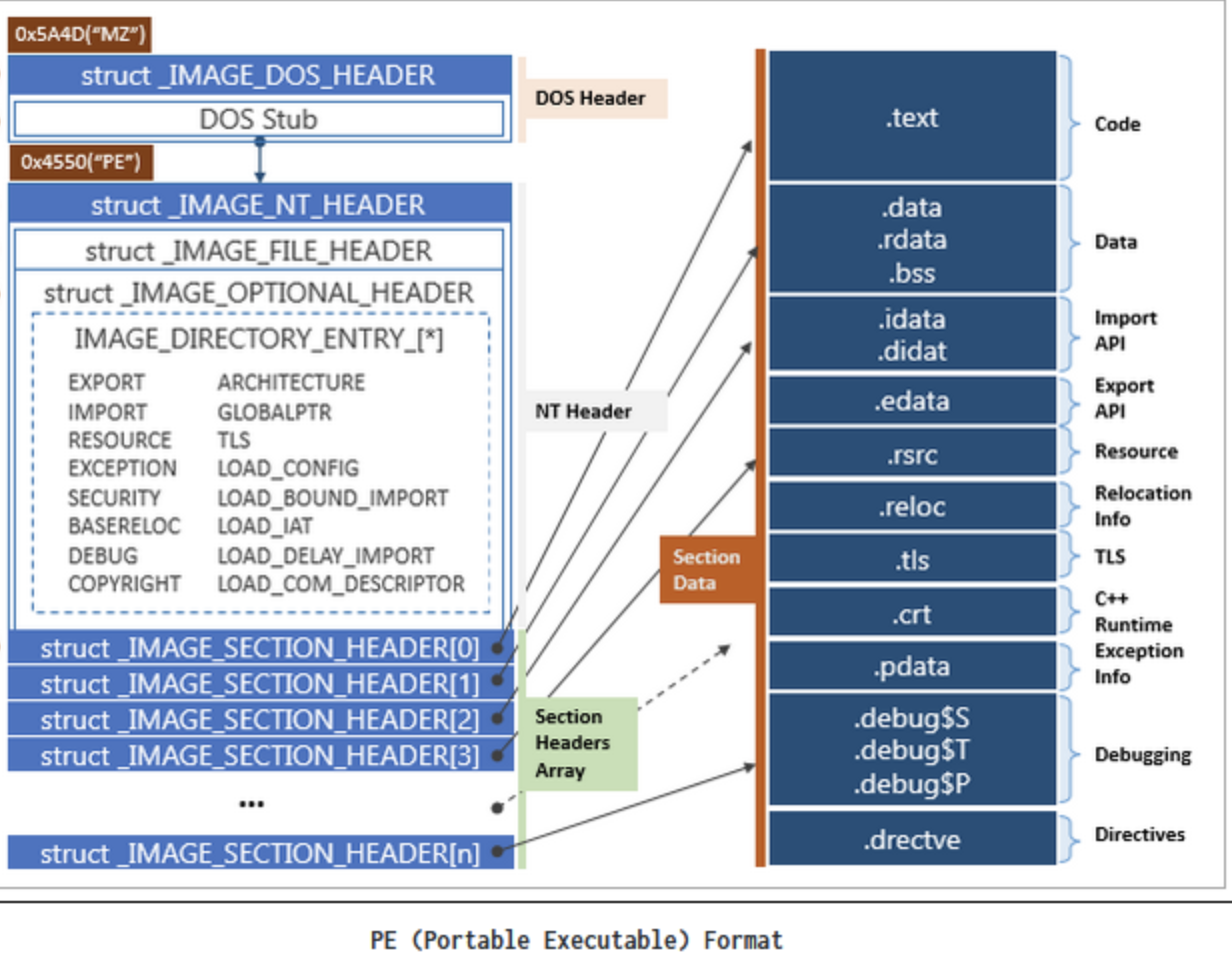 0x5A4D("MZ")
struct _IMAGE_DOS_HEADER
DOS Stub
DOS Header
0x4550("PE")
struct _IMAGE_NT_HEADER
struct _IMAGE_FILE_HEADER
struct _IMAGE_OPTIONAL_HEADER
IMAGE_DIRECTORY_ENTRY_[*]
EXPORT ARCHITECTURE
IMPORT GLOBALPTR
RESOURCE TLS
EXCEPTION LOAD_CONFIG
SECURITY LOAD_BOUND_IMPORT
BASERELOC LOAD_IAT
DEBUG LOAD_DELAY_IMPORT
COPYRIGHT LOAD_COM_DESCRIPTOR
NT Header
struct _IMAGE_SECTION_HEADER[0]
struct _IMAGE_SECTION_HEADER[1]
struct _IMAGE_SECTION_HEADER[2]
struct _IMAGE_SECTION_HEADER[3]
...
struct _IMAGE_SECTION_HEADER[n]
Section
Headers
Array
Section
Data
.text
Code
.data
.rdata
.bss
Data
.idata
.didat
Import
API
.edata
Export
API
.rsrc
Resource
.reloc
Relocation
Info
.tls
TLS
.crt
C++
Runtime
.pdata
Exception
Info
.debug$S
.debug$T
.debug$P
Debugging
.drectve
Directives
PE (Portable Executable) Format